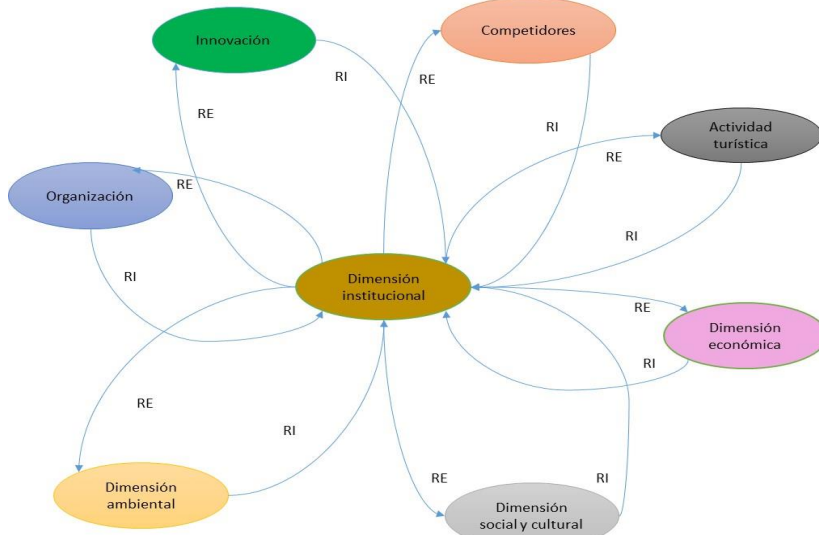 Innovación
Competidores
RI
RE
RE
RI
Actividad
turística
RE
RE
Organización
RI
RI
Dimensión
institucional
RE
Dimensión
económica
RI
RE
RI
Dimensión
ambiental
RE
RI
Dimensión
social y cultural